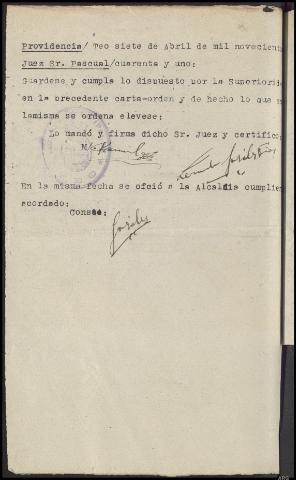 Providencia/ Teo siete de Abril de mil novecient
Juez Sr. Pascual/cuarenta y uno:
Guardese y cumpla lo dispuesto por la Superiorid
en la precedente carta-orden y de hecho lo que
lamisma se ordena elevese;
Lo mandó y firma dicho Sr. Juez y certifico
En la misma fecha se ofció a la Alcaldia cumplie
acordado:
Conste: